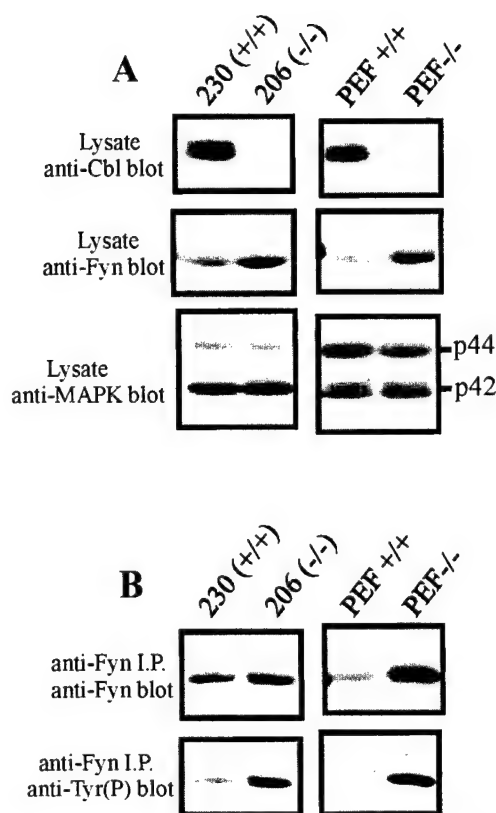 A
230 (+/+)
206 (-/-)
PEF +/+
PEF-/-
Lysate
anti-Cbl blot
Lysate
anti-Fyn blot
Lysate
anti-MAPK blot
p44
p42
B
230 (+/+)
206 (-/-)
PEF +/+
PEF-/-
anti-Fyn I.P.
anti-Fyn blot
anti-Fyn I.P.
anti-Tyr(P) blot